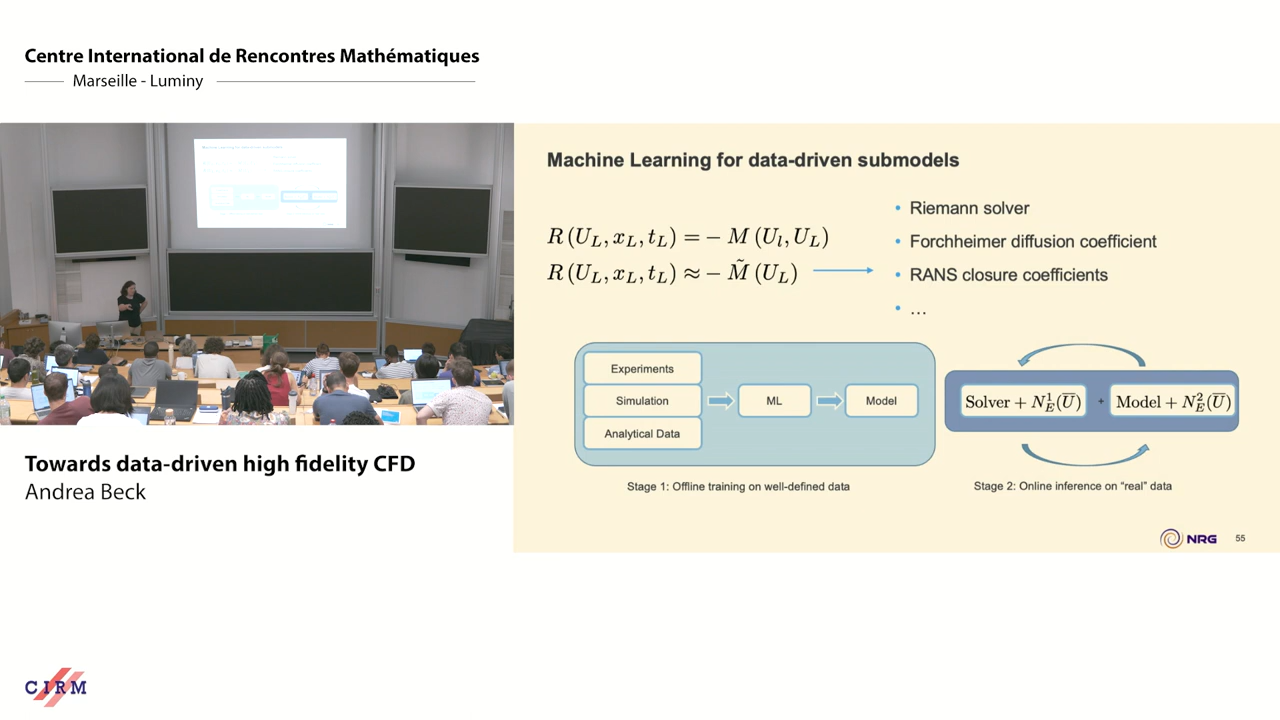 Centre International de Rencontres Mathématiques
Marseille - Luminy
Machine Learning for data-driven submodels
R (U_L, x_L, t_L) = − M (U_l, U_L)
R (U_L, x_L, t_L) ≈ − M̃ (U_L)
• Riemann solver
• Forchheimer diffusion coefficient
• RANS closure coefficients
• …
Experiments
Simulation
Analytical Data
ML
Model
Solver + N_E^1(U̅)
+
Model + N_E^2(U̅)
Stage 1: Offline training on well-defined data
Stage 2: Online inference on “real” data
NRG
55
Towards data-driven high fidelity CFD
Andrea Beck
CIRM